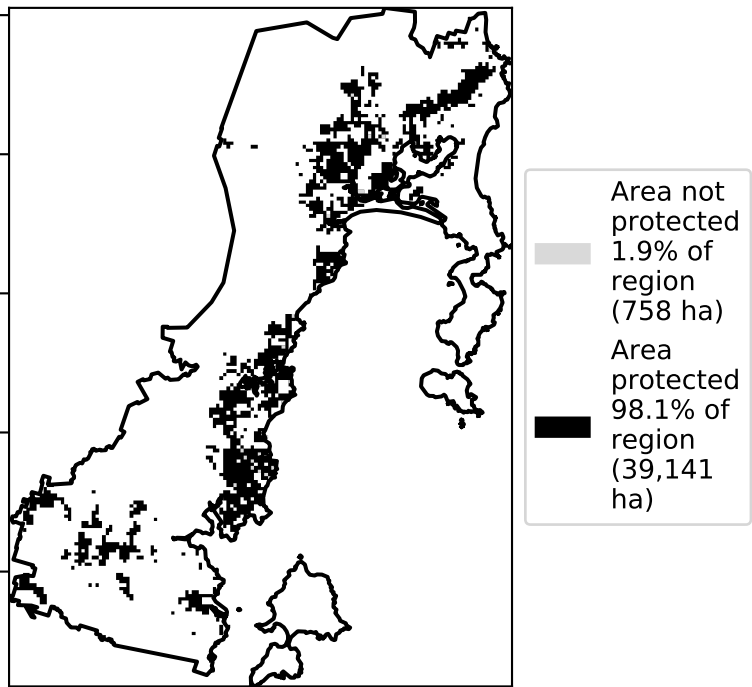 Area not
protected
1.9% of
region
(758 ha)
Area
protected
98.1% of
region
(39,141
ha)